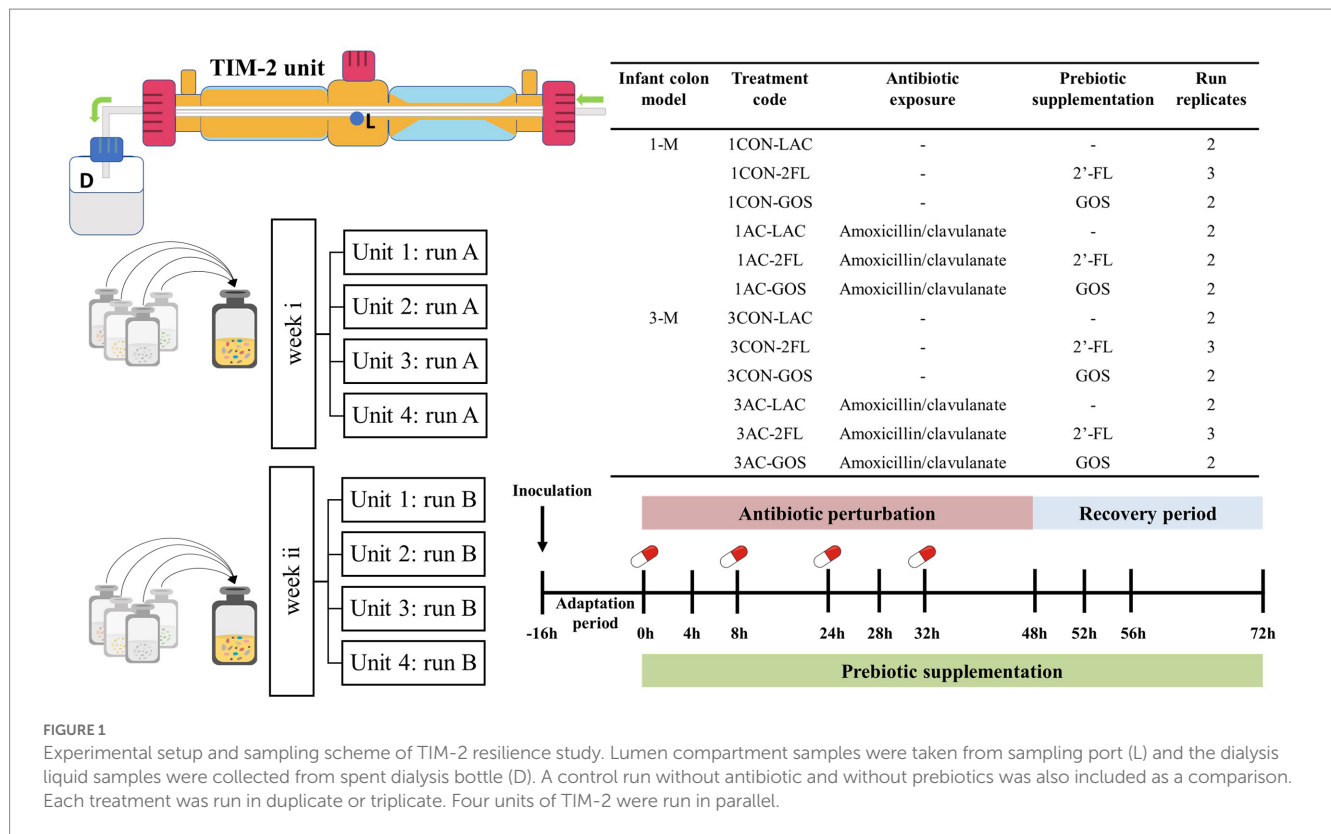 TIM-2 unit
L
D
week i
Unit 1: run A
Unit 2: run A
Unit 3: run A
Unit 4: run A
week ii
Unit 1: run B
Unit 2: run B
Unit 3: run B
Unit 4: run B
Infant colon model Treatment code Antibiotic exposure Prebiotic supplementation Run replicates
1-M 1CON-LAC - - 2
1CON-2FL - 2’-FL 3
1CON-GOS - GOS 2
1AC-LAC Amoxicillin/clavulanate - 2
1AC-2FL Amoxicillin/clavulanate 2’-FL 2
1AC-GOS Amoxicillin/clavulanate GOS 2
3-M 3CON-LAC - - 2
3CON-2FL - 2’-FL 3
3CON-GOS - GOS 2
3AC-LAC Amoxicillin/clavulanate - 2
3AC-2FL Amoxicillin/clavulanate 2’-FL 3
3AC-GOS Amoxicillin/clavulanate GOS 2
Inoculation
Antibiotic perturbation Recovery period
Adaptation period
-16h 0h 4h 8h 24h 28h 32h 48h 52h 56h 72h
Prebiotic supplementation
FIGURE 1
Experimental setup and sampling scheme of TIM-2 resilience study. Lumen compartment samples were taken from sampling port (L) and the dialysis
liquid samples were collected from spent dialysis bottle (D). A control run without antibiotic and without prebiotics was also included as a comparison.
Each treatment was run in duplicate or triplicate. Four units of TIM-2 were run in parallel.